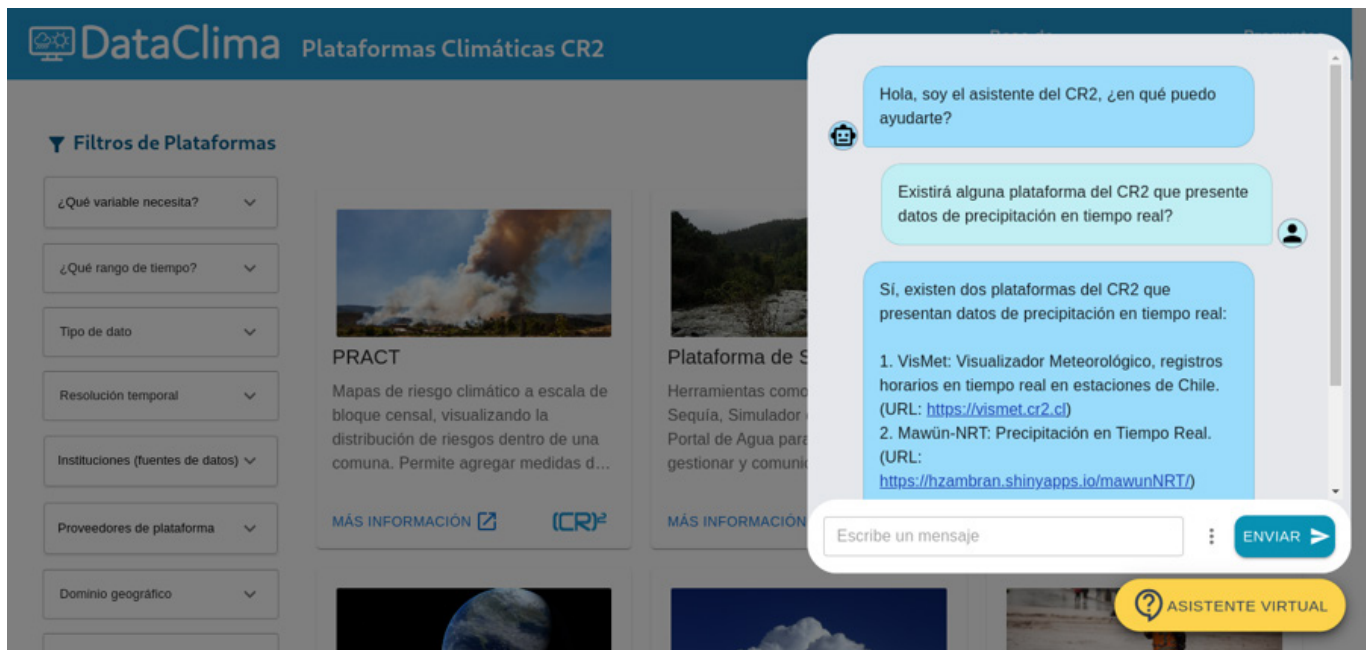 DataClima Plataformas Climáticas CR2
Filtros de Plataformas
¿Qué variable necesita?
¿Qué rango de tiempo?
Tipo de dato
Resolución temporal
Instituciones (fuentes de datos)
Proveedores de plataforma
Dominio geográfico
PRACT
Mapas de riesgo climático a escala de
bloque censal, visualizando la
distribución de riesgos dentro de una
comuna. Permite agregar medidas d...
MÁS INFORMACIÓN
(CR)²
Plataforma de S
Herramientas como
Sequía, Simulador
Portal de Agua para
gestionar y comunic
MÁS INFORMACIÓN
Hola, soy el asistente del CR2, ¿en qué puedo
ayudarte?
Existirá alguna plataforma del CR2 que presente
datos de precipitación en tiempo real?
Sí, existen dos plataformas del CR2 que
presentan datos de precipitación en tiempo real:
1. VisMet: Visualizador Meteorológico, registros
horarios en tiempo real en estaciones de Chile.
(URL: https://vismet.cr2.cl)
2. Mawün-NRT: Precipitación en Tiempo Real.
(URL:
https://hzambran.shinyapps.io/mawunNRT/)
Escribe un mensaje
ENVIAR
ASISTENTE VIRTUAL